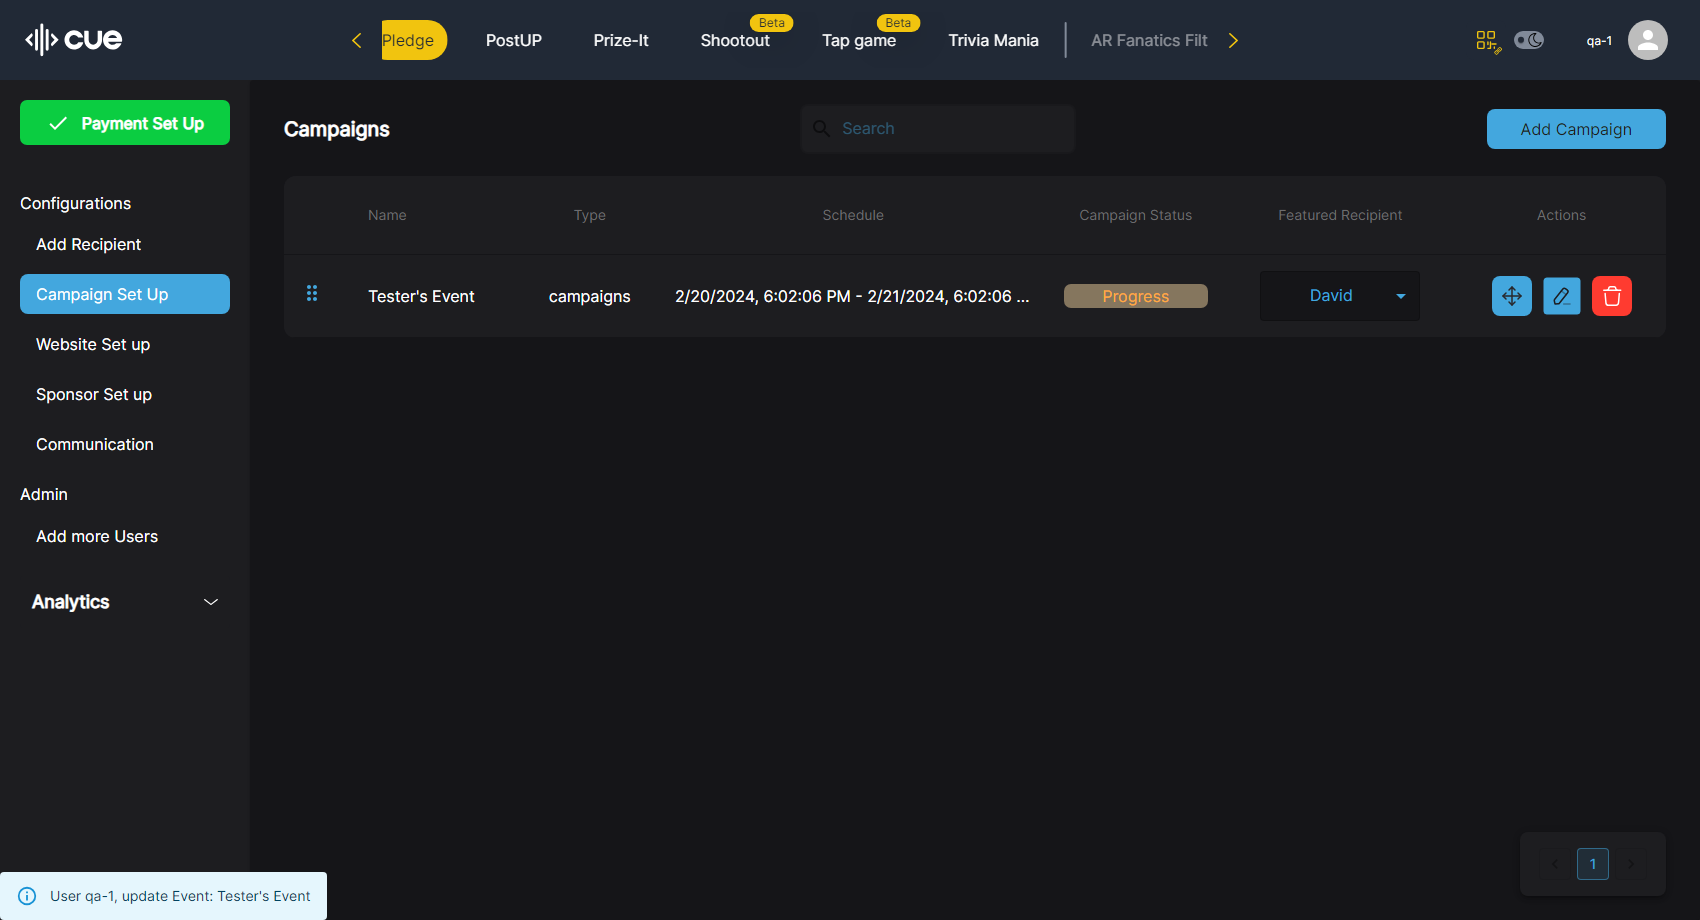 cue
Pledge
PostUP
Prize-It
Shootout
Beta
Tap game
Beta
Trivia Mania
AR Fanatics Filt
qa-1
Payment Set Up
Configurations
Add Recipient
Campaign Set Up
Website Set up
Sponsor Set up
Communication
Admin
Add more Users
Analytics
Campaigns
Search
Add Campaign
Name Type Schedule Campaign Status Featured Recipient Actions
Tester's Event campaigns 2/20/2024, 6:02:06 PM - 2/21/2024, 6:02:06 ... Progress David
1
User qa-1, update Event: Tester's Event